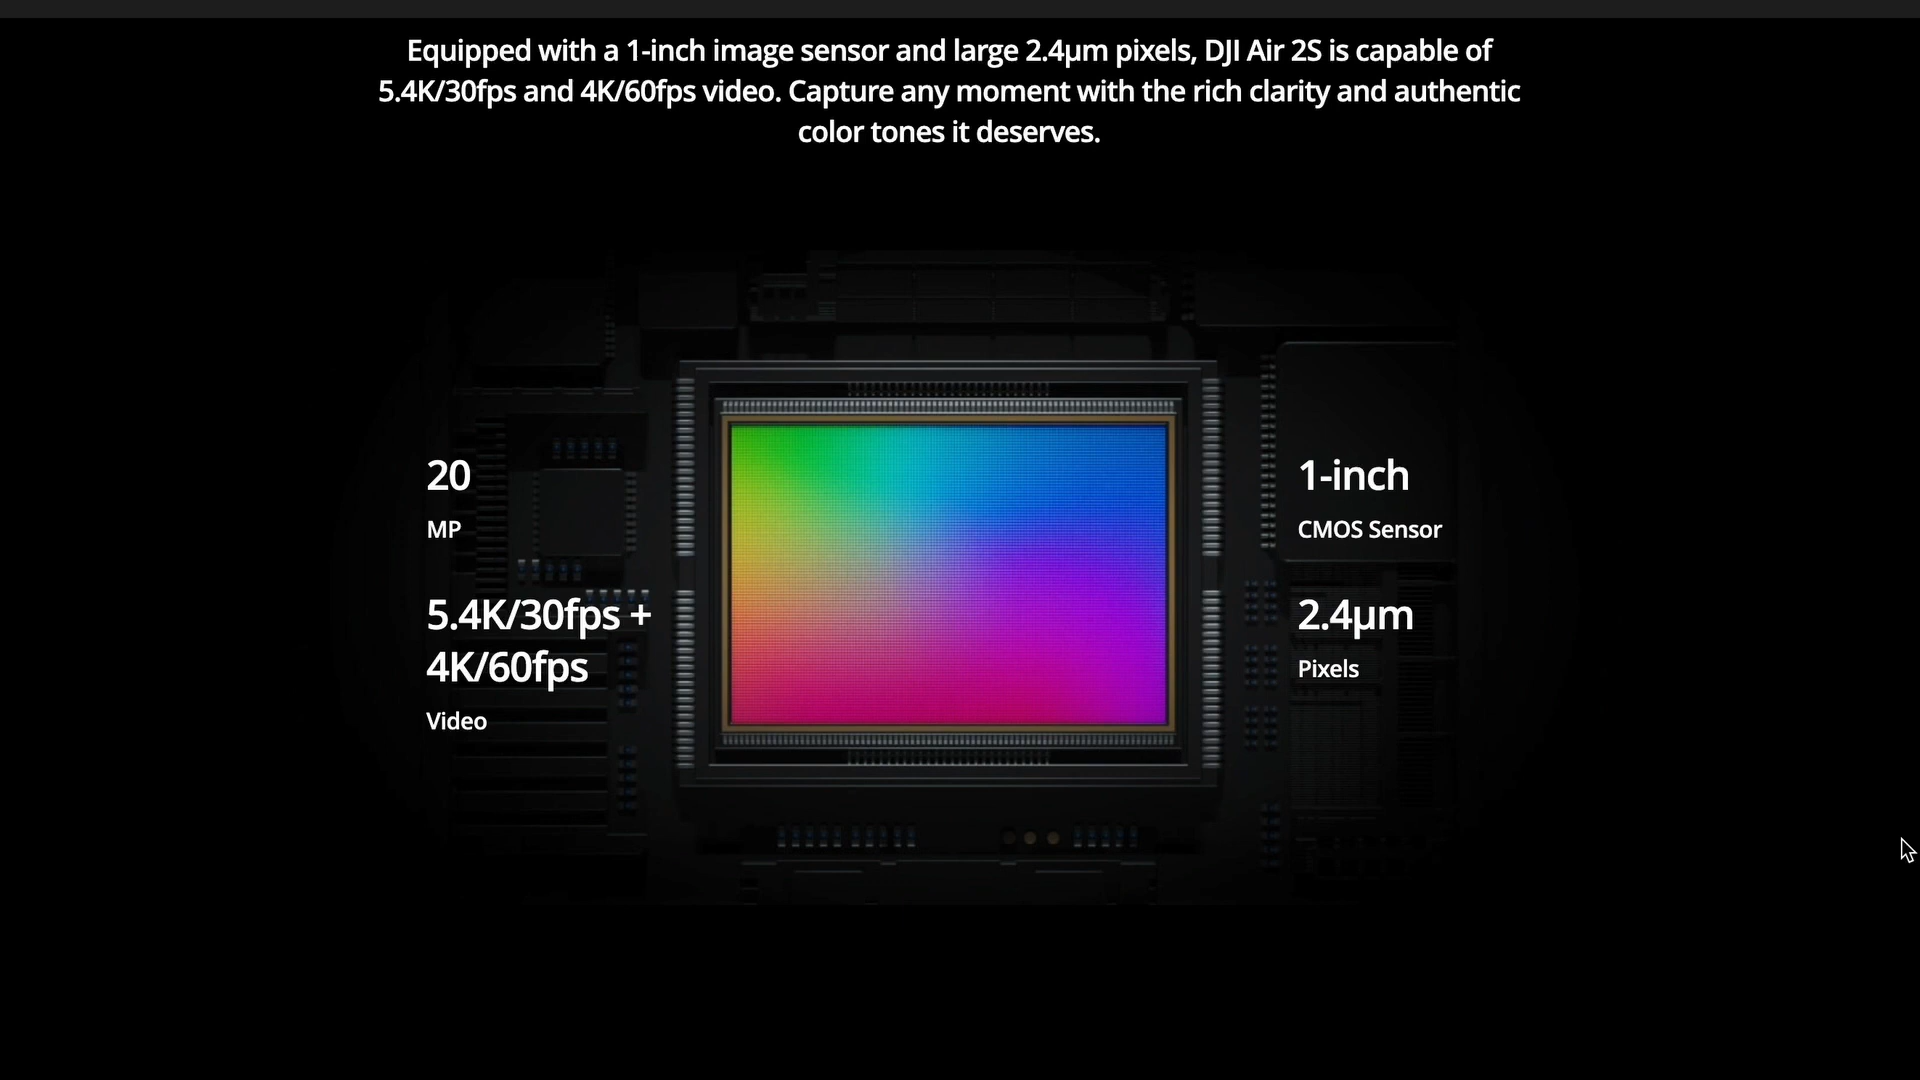 Equipped with a 1-inch image sensor and large 2.4μm pixels, DJI Air 2S is capable of
5.4K/30fps and 4K/60fps video. Capture any moment with the rich clarity and authentic
color tones it deserves.
20
MP
5.4K/30fps +
4K/60fps
Video
1-inch
CMOS Sensor
2.4μm
Pixels